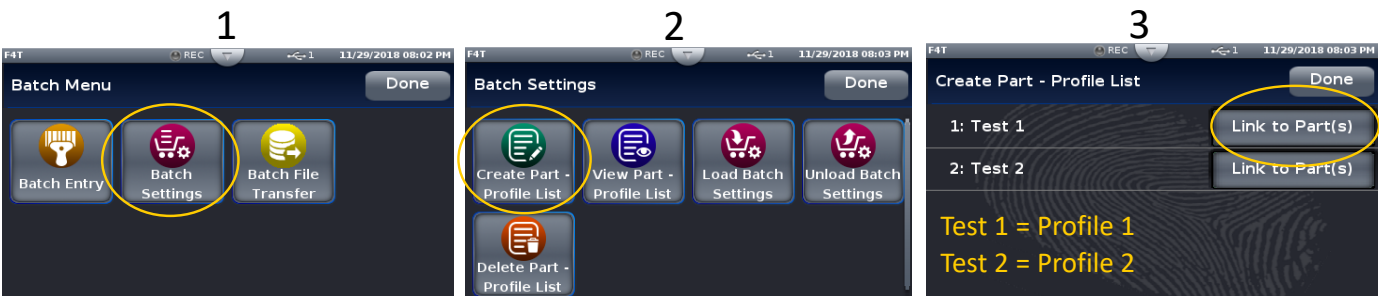 1
F4T REC 1 11/29/2018 08:02 PM
Batch Menu Done
Batch Entry
Batch Settings
Batch File Transfer
2
F4T REC 1 11/29/2018 08:03 PM
Batch Settings Done
Create Part - Profile List
View Part - Profile List
Load Batch Settings
Unload Batch Settings
Delete Part - Profile List
3
F4T REC 1 11/29/2018 08:03 PM
Create Part - Profile List Done
1: Test 1 Link to Part(s)
2: Test 2 Link to Part(s)
Test 1 = Profile 1
Test 2 = Profile 2